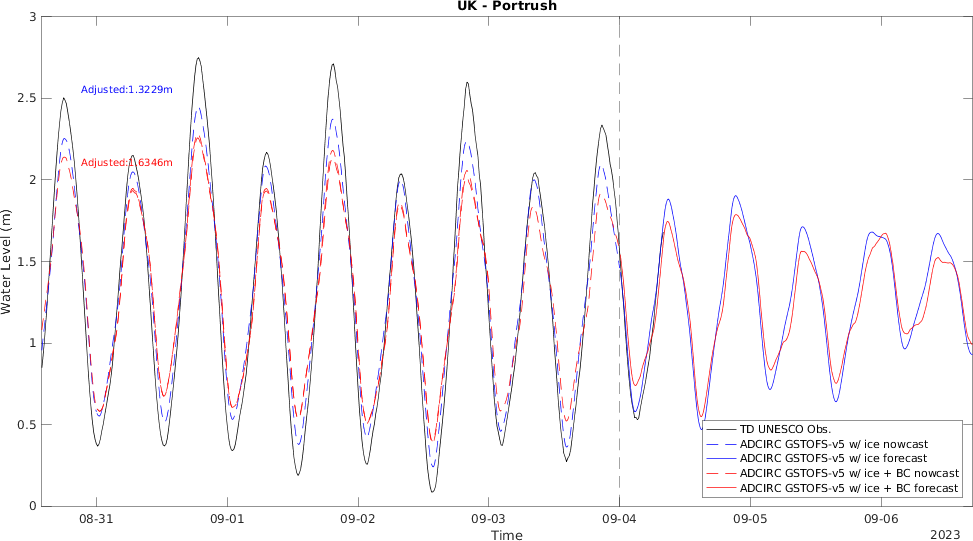 UK - Portrush
3
2.5
2
1.5
1
0.5
0
Water Level (m)
Adjusted:1.3229m
Adjusted:1.6346m
TD UNESCO Obs.
ADCIRC GSTOFS-v5 w/ ice nowcast
ADCIRC GSTOFS-v5 w/ ice forecast
ADCIRC GSTOFS-v5 w/ ice + BC nowcast
ADCIRC GSTOFS-v5 w/ ice + BC forecast
08-31 09-01 09-02 09-03 09-04 09-05 09-06
Time
2023